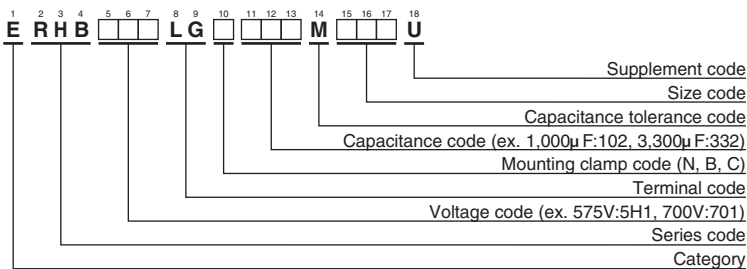 1 2 3 4 5 6 7 8 9 10 11 12 13 14 15 16 17 18
E R H B □□□ L G □ □□□ M □□□ U
Supplement code
Size code
Capacitance tolerance code
Capacitance code (ex. 1,000μF:102, 3,300μF:332)
Mounting clamp code (N, B, C)
Terminal code
Voltage code (ex. 575V:5H1, 700V:701)
Series code
Category